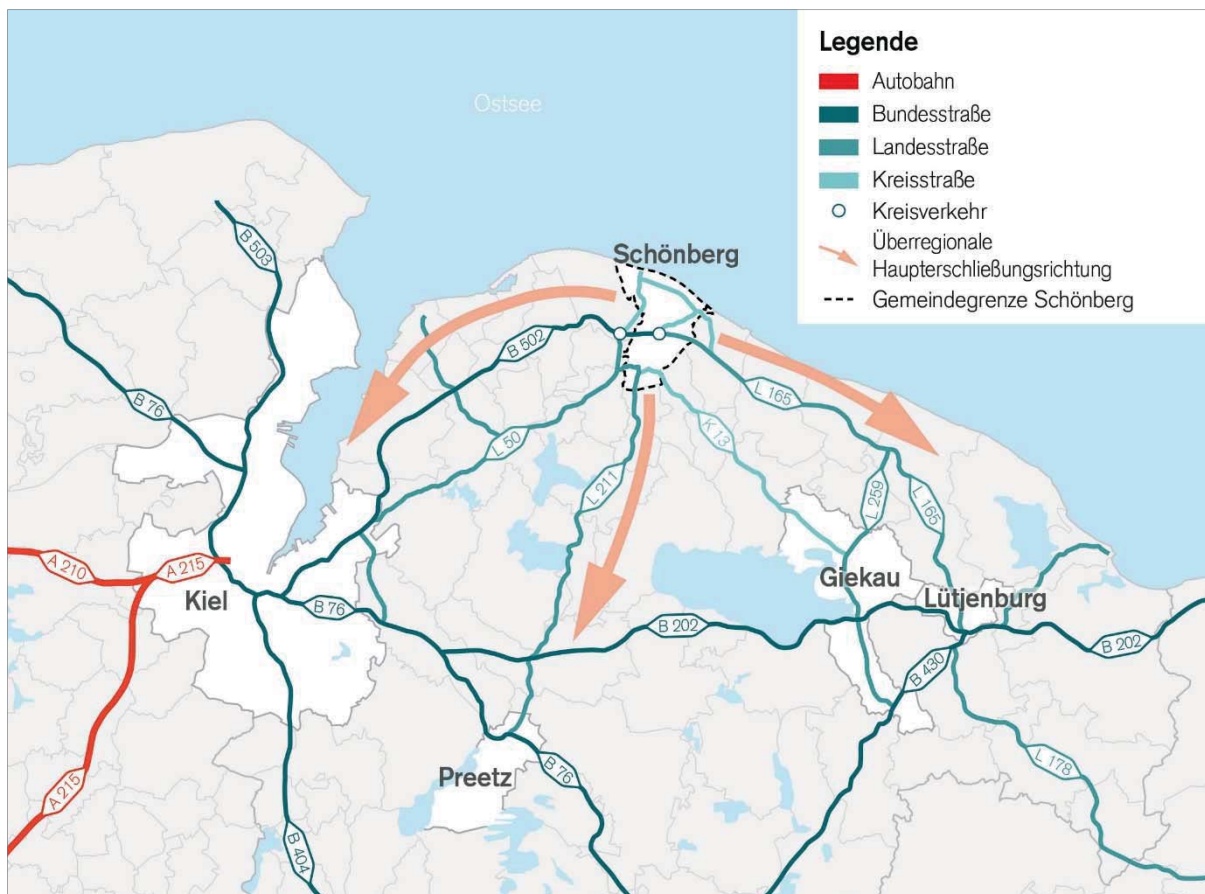 Legende
Autobahn
Bundesstraße
Landesstraße
Kreisstraße
Kreisverkehr
Überregionale
Haupterschließungsrichtung
Gemeindegrenze Schönberg
Ostsee
B 503
Schönberg
B 502
B 76
L 165
L 50
K 13
L 211
L 259
L 165
A 210
A 215
Kiel
Giekau
Lütjenburg
B 76
B 202
B 202
B 430
Preetz
B 76
L 178
A 215
B 404